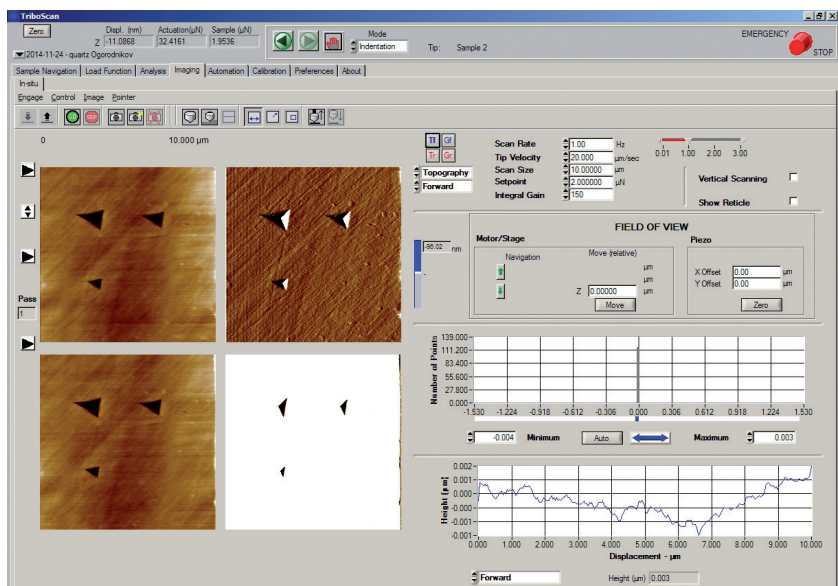 TriboScan
Zero
Displ. (nm) Actuation(µN) Sample (µN)
Z -11.0868 32.4161 1.9536
2014-11-24 - quartz Ogorodnikov
Mode
Indentation
Tip: Sample 2
EMERGENCY
STOP
Sample Navigation Load Function Analysis Imaging Automation Calibration Preferences About
In-situ
Engage Control Image Pointer
0 10.000 µm
Pass
1
Tf Gf
Tr Gr
Topography
Forward
Scan Rate 1.00 Hz
Tip Velocity 20.000 µm/sec
Scan Size 10.00000 µm
Setpoint 2.000000 µN
Integral Gain 150
0.01 1.00 2.00 3.00
Vertical Scanning
Show Reticle
-96.02 nm
FIELD OF VIEW
Motor/Stage
Piezo
Navigation
Move (relative)
µm
µm
Z 0.00000 µm
Move
X Offset 0.00 µm
Y Offset 0.00 µm
Zero
Number of Points
139.000
111.200
83.400
55.600
27.800
0.000
-1.530 -1.224 -0.918 -0.612 -0.306 0.000 0.306 0.612 0.918 1.224 1.530
-0.004 Minimum Auto Maximum 0.003
Height (µm)
0.002
0.001
0.000
0.000
-0.001
-0.001
0.000 1.000 2.000 3.000 4.000 5.000 6.000 7.000 8.000 9.000 10.000
Displacement - µm
Forward
Height (µm) 0.003